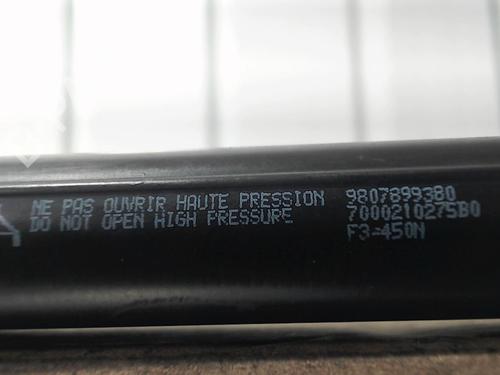 NE PAS OUVRIR HAUTE PRESSION 9807899380
DO NOT OPEN HIGH PRESSURE 7000210275B0
F3-450N